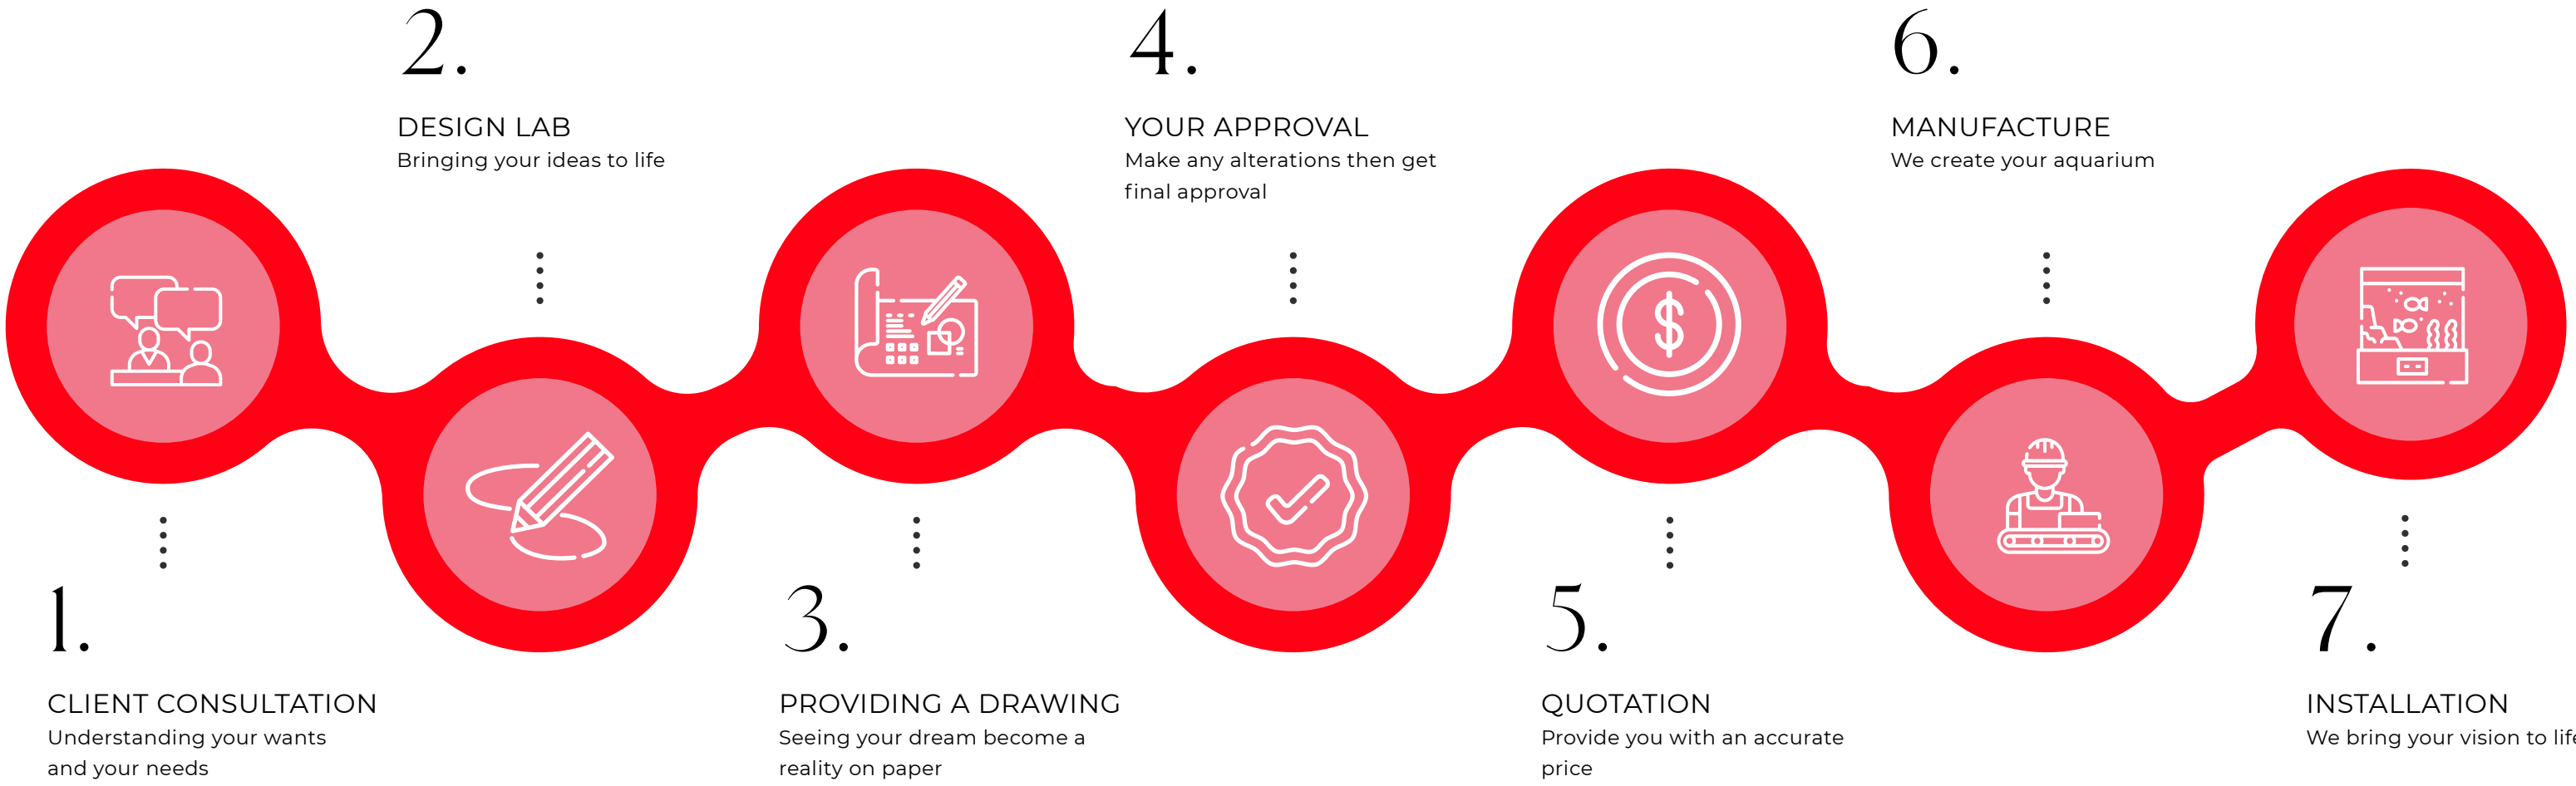 1.
CLIENT CONSULTATION
Understanding your wants
and your needs
2.
DESIGN LAB
Bringing your ideas to life
3.
PROVIDING A DRAWING
Seeing your dream become a
reality on paper
4.
YOUR APPROVAL
Make any alterations then get
final approval
5.
QUOTATION
Provide you with an accurate
price
6.
MANUFACTURE
We create your aquarium
7.
INSTALLATION
We bring your vision to life
$